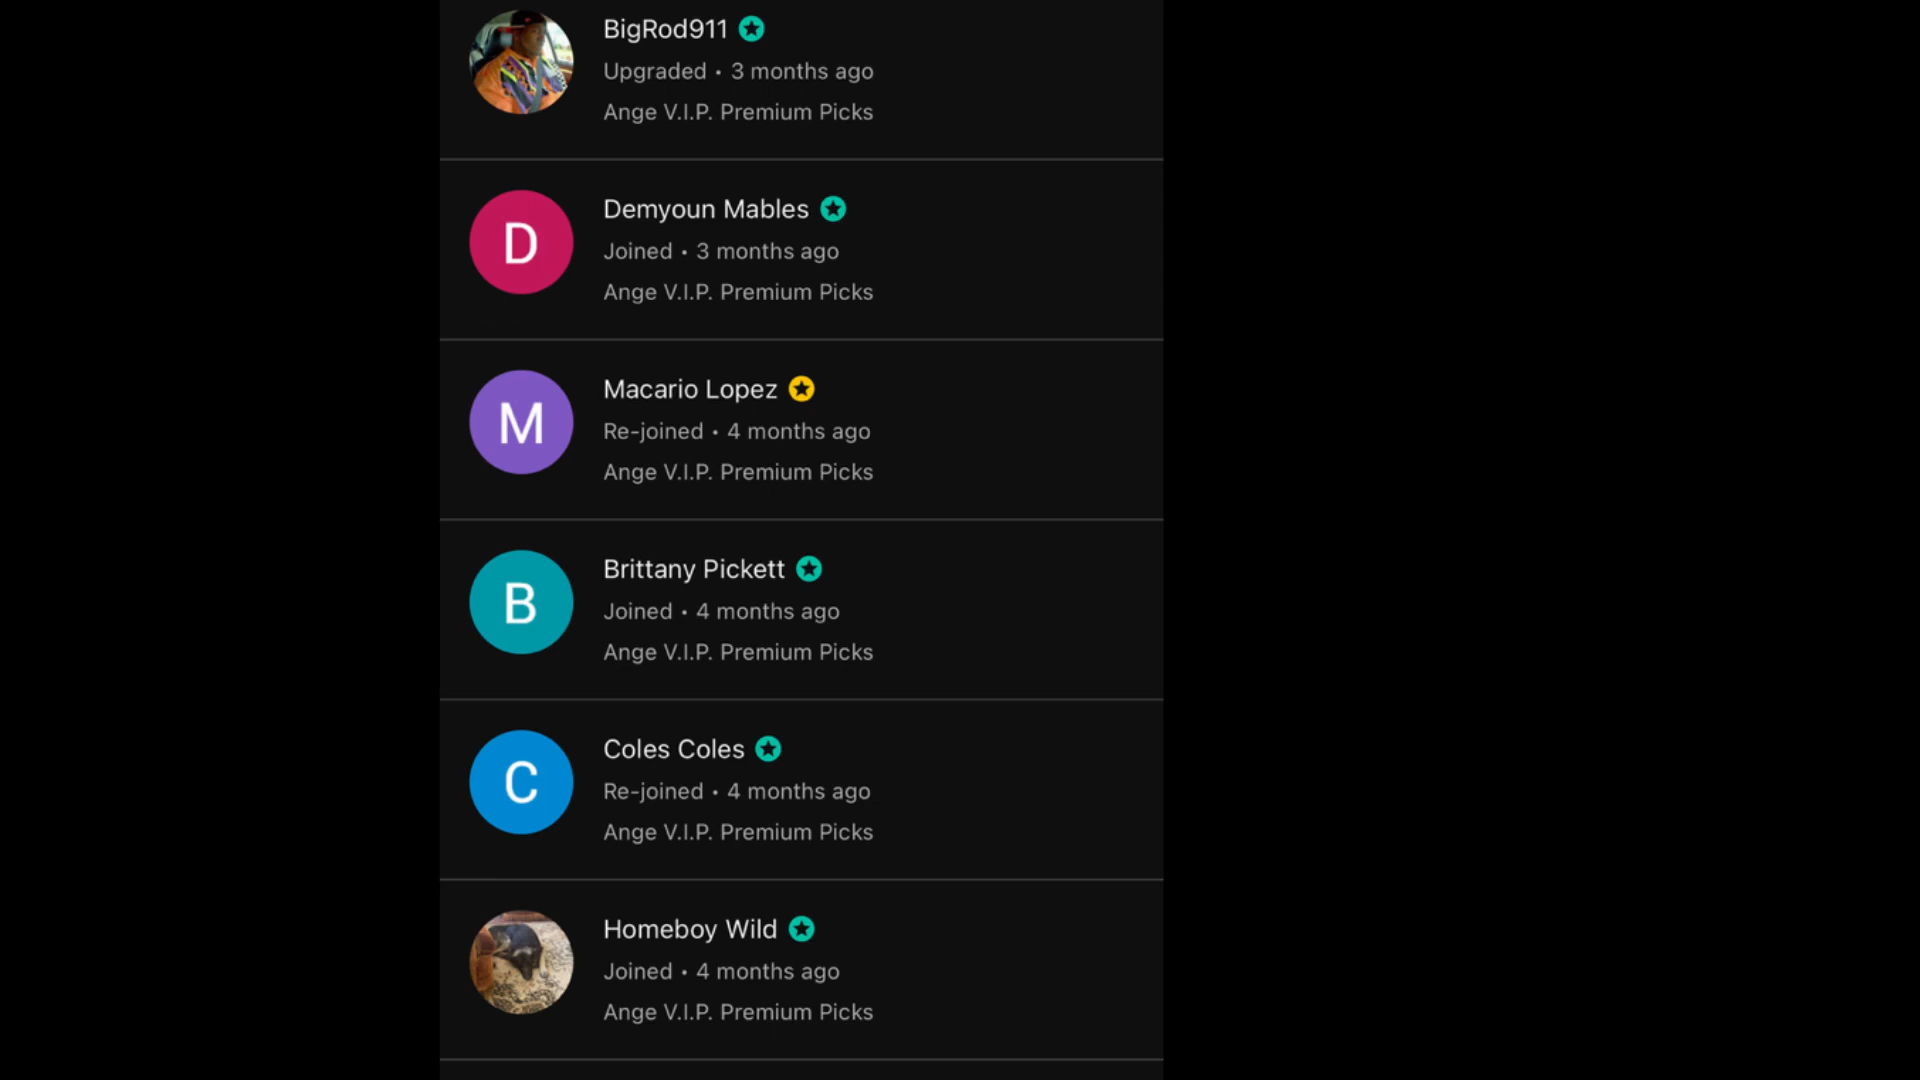 BigRod911
Upgraded • 3 months ago
Ange V.I.P. Premium Picks
D
Demyoun Mables
Joined • 3 months ago
Ange V.I.P. Premium Picks
M
Macario Lopez
Re-joined • 4 months ago
Ange V.I.P. Premium Picks
B
Brittany Pickett
Joined • 4 months ago
Ange V.I.P. Premium Picks
C
Coles Coles
Re-joined • 4 months ago
Ange V.I.P. Premium Picks
Homeboy Wild
Joined • 4 months ago
Ange V.I.P. Premium Picks